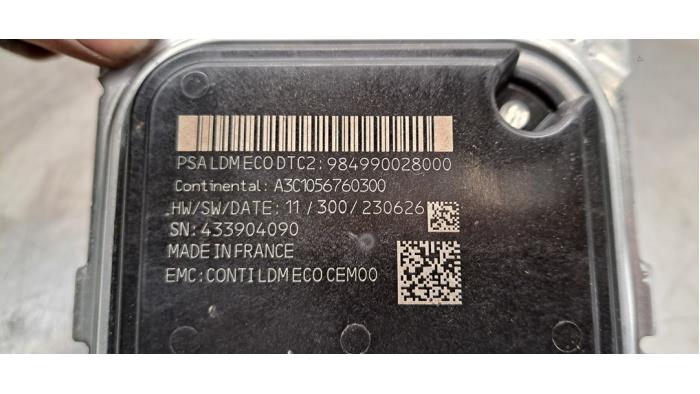 PSA LDM ECO DTC2: 984990028000
Continental: A3C1056760300
HW/SW/DATE: 11/300/230626
SN: 433904090
MADE IN FRANCE
EMC: CONTI LDM ECO CEM00